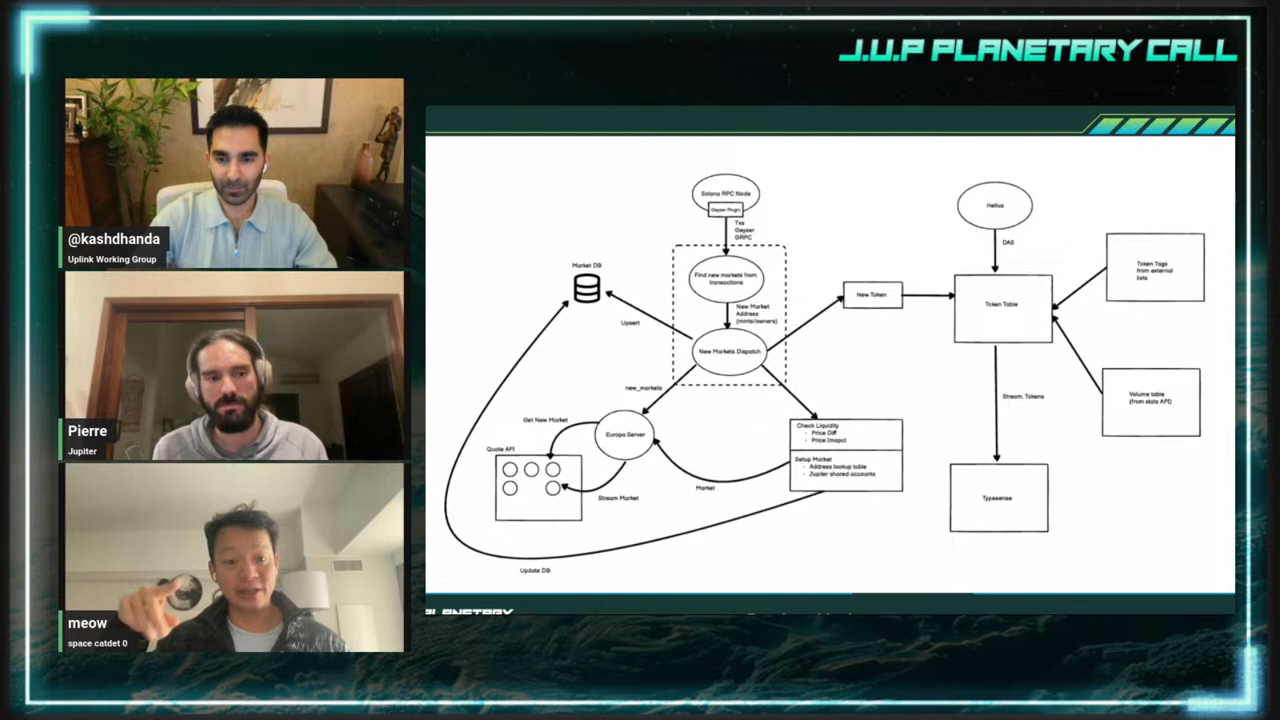 J.U.P PLANETARY CALL
@kashdhanda
Uplink Working Group
Pierre
Jupiter
meow
space catdet 0
Solana RPC Node
Geyser Plugin
Txs
Geyser
GRPC
Find new markets from
transactions
New Market
Address
(mints/owners)
New Markets Dispatch
Market DB
Upsert
new_markets
Get New Market
Europa Server
Quote API
Stream Market
Market
Update DB
Check Liquidity
· Price Diff
· Price Imapct
Setup Market
· Address lookup table
· Jupiter shared accounts
New Token
Helius
DAS
Token Table
Token Tags
from external
lists
Volume table
(from stats API)
Stream. Tokens
Typesense
PLANETARY